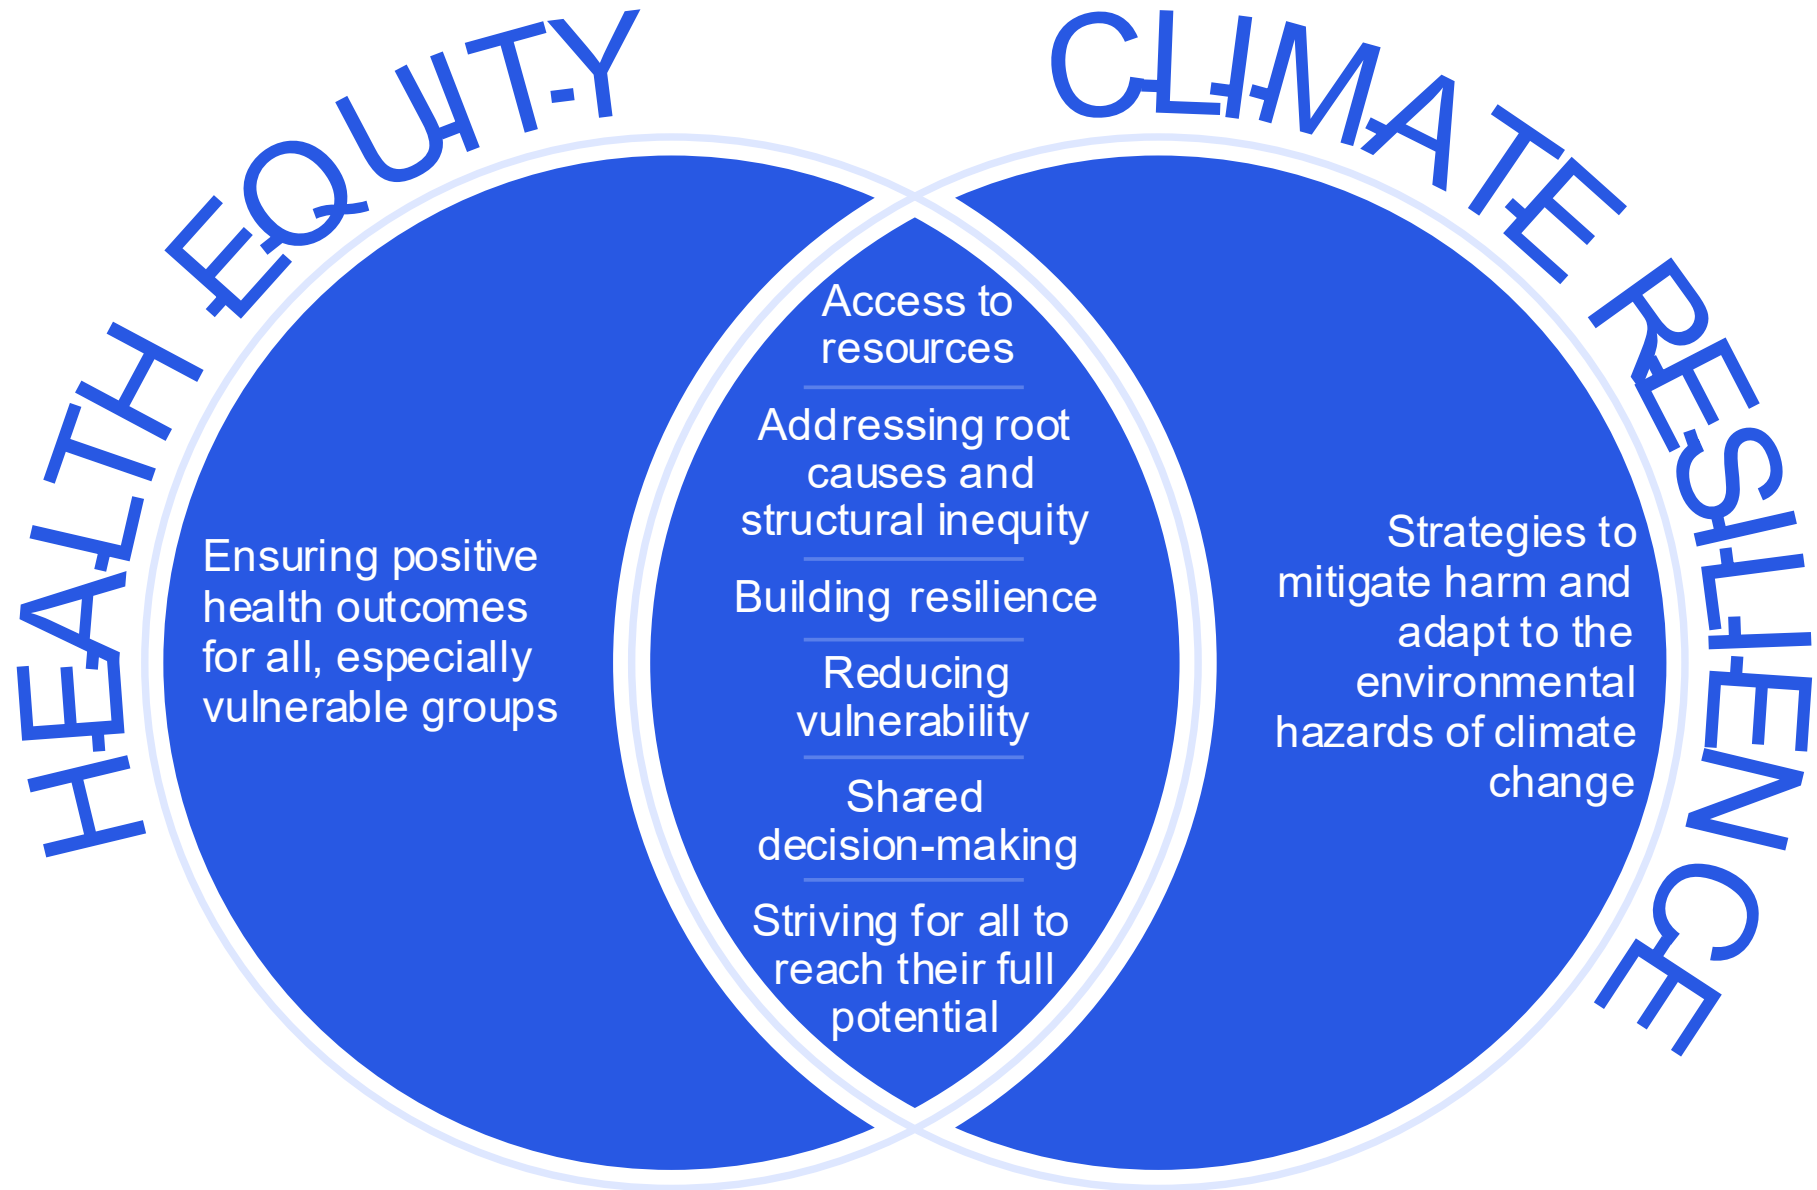 HEALTH EQUITY
CLIMATE RESILIENCE
Ensuring positive
health outcomes
for all, especially
vulnerable groups
Access to
resources
Addressing root
causes and
structural inequity
Building resilience
Reducing
vulnerability
Shared
decision-making
Striving for all to
reach their full
potential
Strategies to
mitigate harm and
adapt to the
environmental
hazards of climate
change